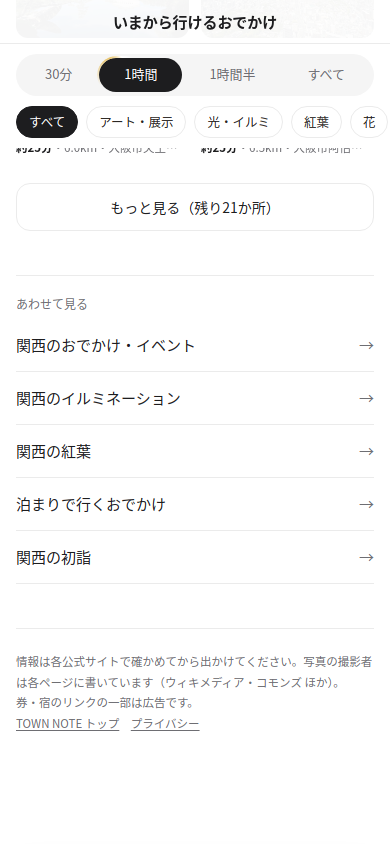 いまから行けるおでかけ
30分
1時間
1時間半
すべて
すべて
アート・展示
光・イルミ
紅葉
花
もっと見る（残り21か所）
あわせて見る
関西のおでかけ・イベント →
関西のイルミネーション →
関西の紅葉 →
泊まりで行くおでかけ →
関西の初詣 →
情報は各公式サイトで確かめてから出かけてください。写真の撮影者
は各ページに書いています（ウィキメディア・コモンズ ほか）。
券・宿のリンクの一部は広告です。
TOWN NOTE トップ プライバシー